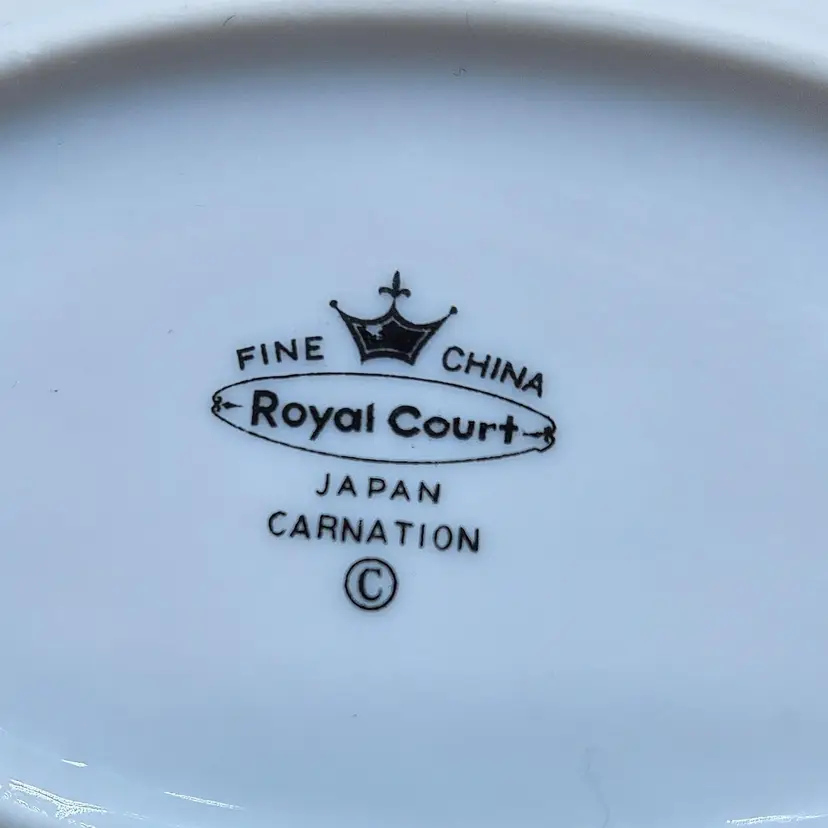 FINE CHINA
Royal Court
JAPAN
CARNATION
©